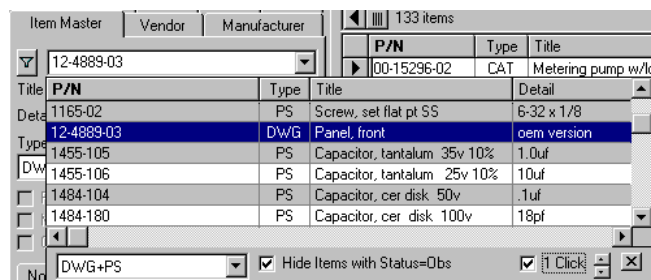 Item Master Vendor Manufacturer 133 items
P/N Type Title
12-4889-03 00-15296-02 CAT Metering pump
Title P/N Type Title Detail
1165-02 PS Screw, set flat pt SS 6-32 x 1/8
12-4889-03 DWG Panel, front oem version
Type 1455-105 PS Capacitor, tantalum 35v 10% 1.0uf
1455-106 PS Capacitor, tantalum 25v 10% 10uf
1484-104 PS Capacitor, cer disk 50v .1uf
1484-180 PS Capacitor, cer disk 100v 18pf
DWG+PS Hide Items with Status=Obs 1 Click